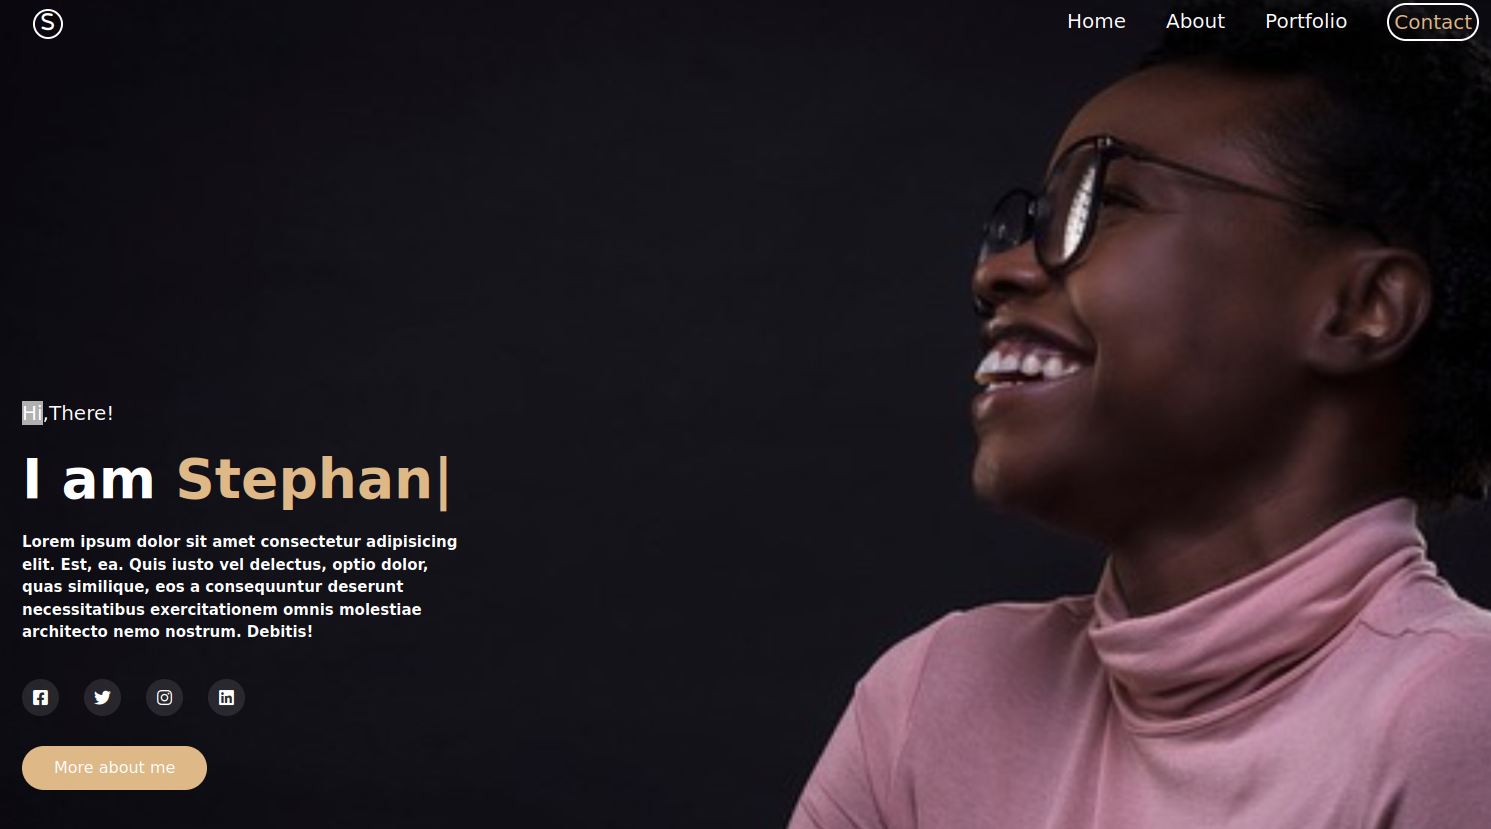 S
Home About Portfolio Contact
Hi,There!
I am Stephan|
Lorem ipsum dolor sit amet consectetur adipisicing
elit. Est, ea. Quis iusto vel delectus, optio dolor,
quas similique, eos a consequuntur deserunt
necessitatibus exercitationem omnis molestiae
architecto nemo nostrum. Debitis!
More about me